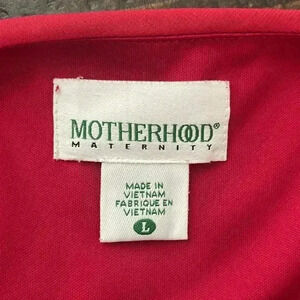 MOTHERHOOD®
MATERNITY
MADE IN
VIETNAM
FABRIQUE EN
VIETNAM
L